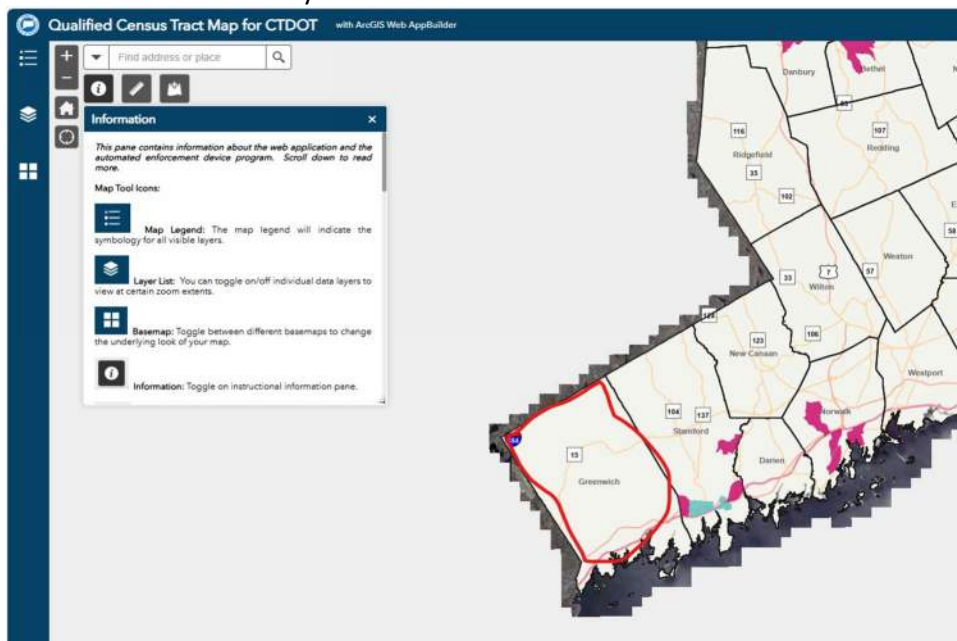 Qualified Census Tract Map for CTDOT with ArcGIS Web AppBuilder
+
−
Find address or place
Information ×
This pane contains information about the web application and the
automated enforcement device program. Scroll down to read
more.
Map Tool Icons:
Map Legend: The map legend will indicate the
symbology for all visible layers.
Layer List: You can toggle on/off individual data layers to
view at certain zoom extents.
Basemap: Toggle between different basemaps to change
the underlying look of your map.
Information: Toggle on instructional information pane.
Danbury
Bethel
116
107
Ridgefield
Redding
35
102
58
Weston
33
7
57
Wilton
123
106
New Canaan
Westport
104
137
Norwalk
Stamford
15
Darien
Greenwich